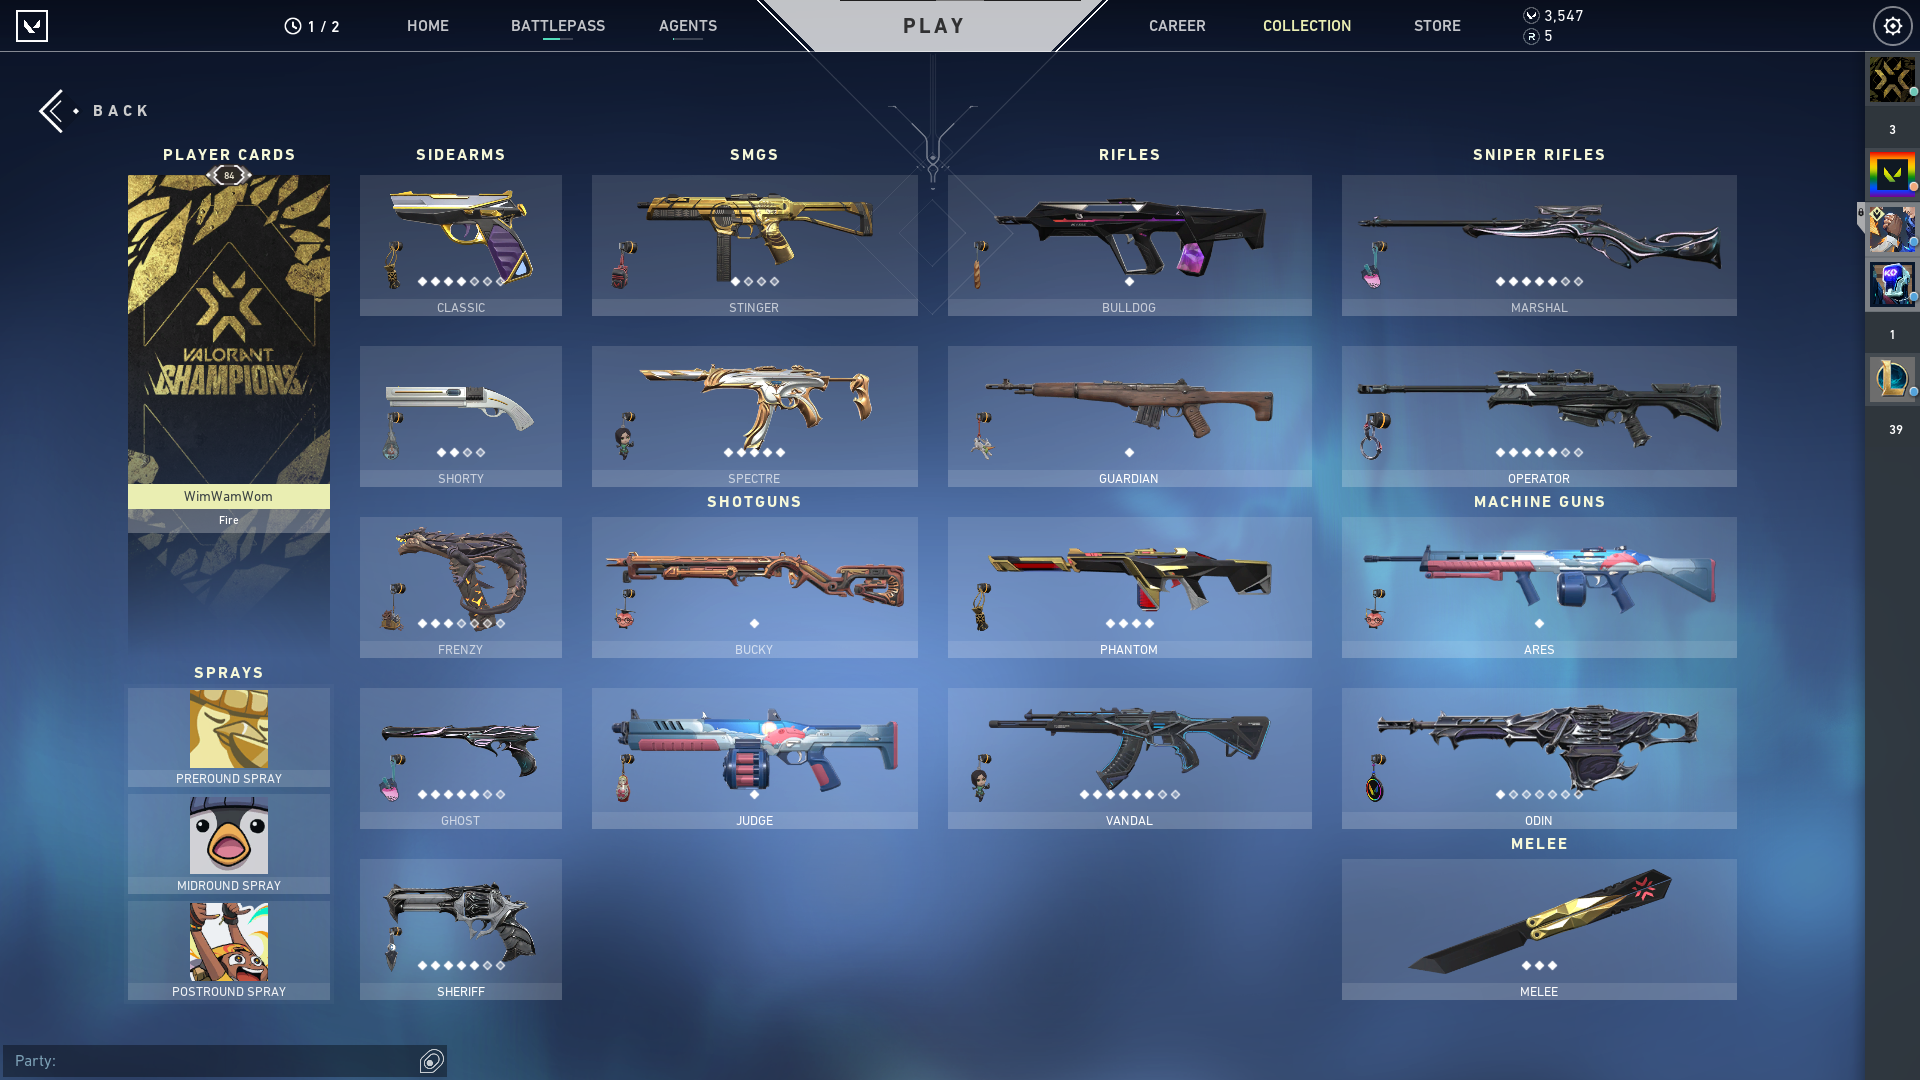 1 / 2
HOME
BATTLEPASS
AGENTS
PLAY
CAREER
COLLECTION
STORE
3,547
R 5
BACK
PLAYER CARDS
SIDEARMS
SMGS
RIFLES
SNIPER RIFLES
84
VALORANT
CHAMPIONS
WimWamWom
Fire
CLASSIC
STINGER
BULLDOG
MARSHAL
SHORTY
SPECTRE
GUARDIAN
OPERATOR
SHOTGUNS
MACHINE GUNS
FRENZY
BUCKY
PHANTOM
ARES
SPRAYS
PREROUND SPRAY
GHOST
JUDGE
VANDAL
ODIN
MELEE
MIDROUND SPRAY
POSTROUND SPRAY
SHERIFF
MELEE
Party:
3
1
39